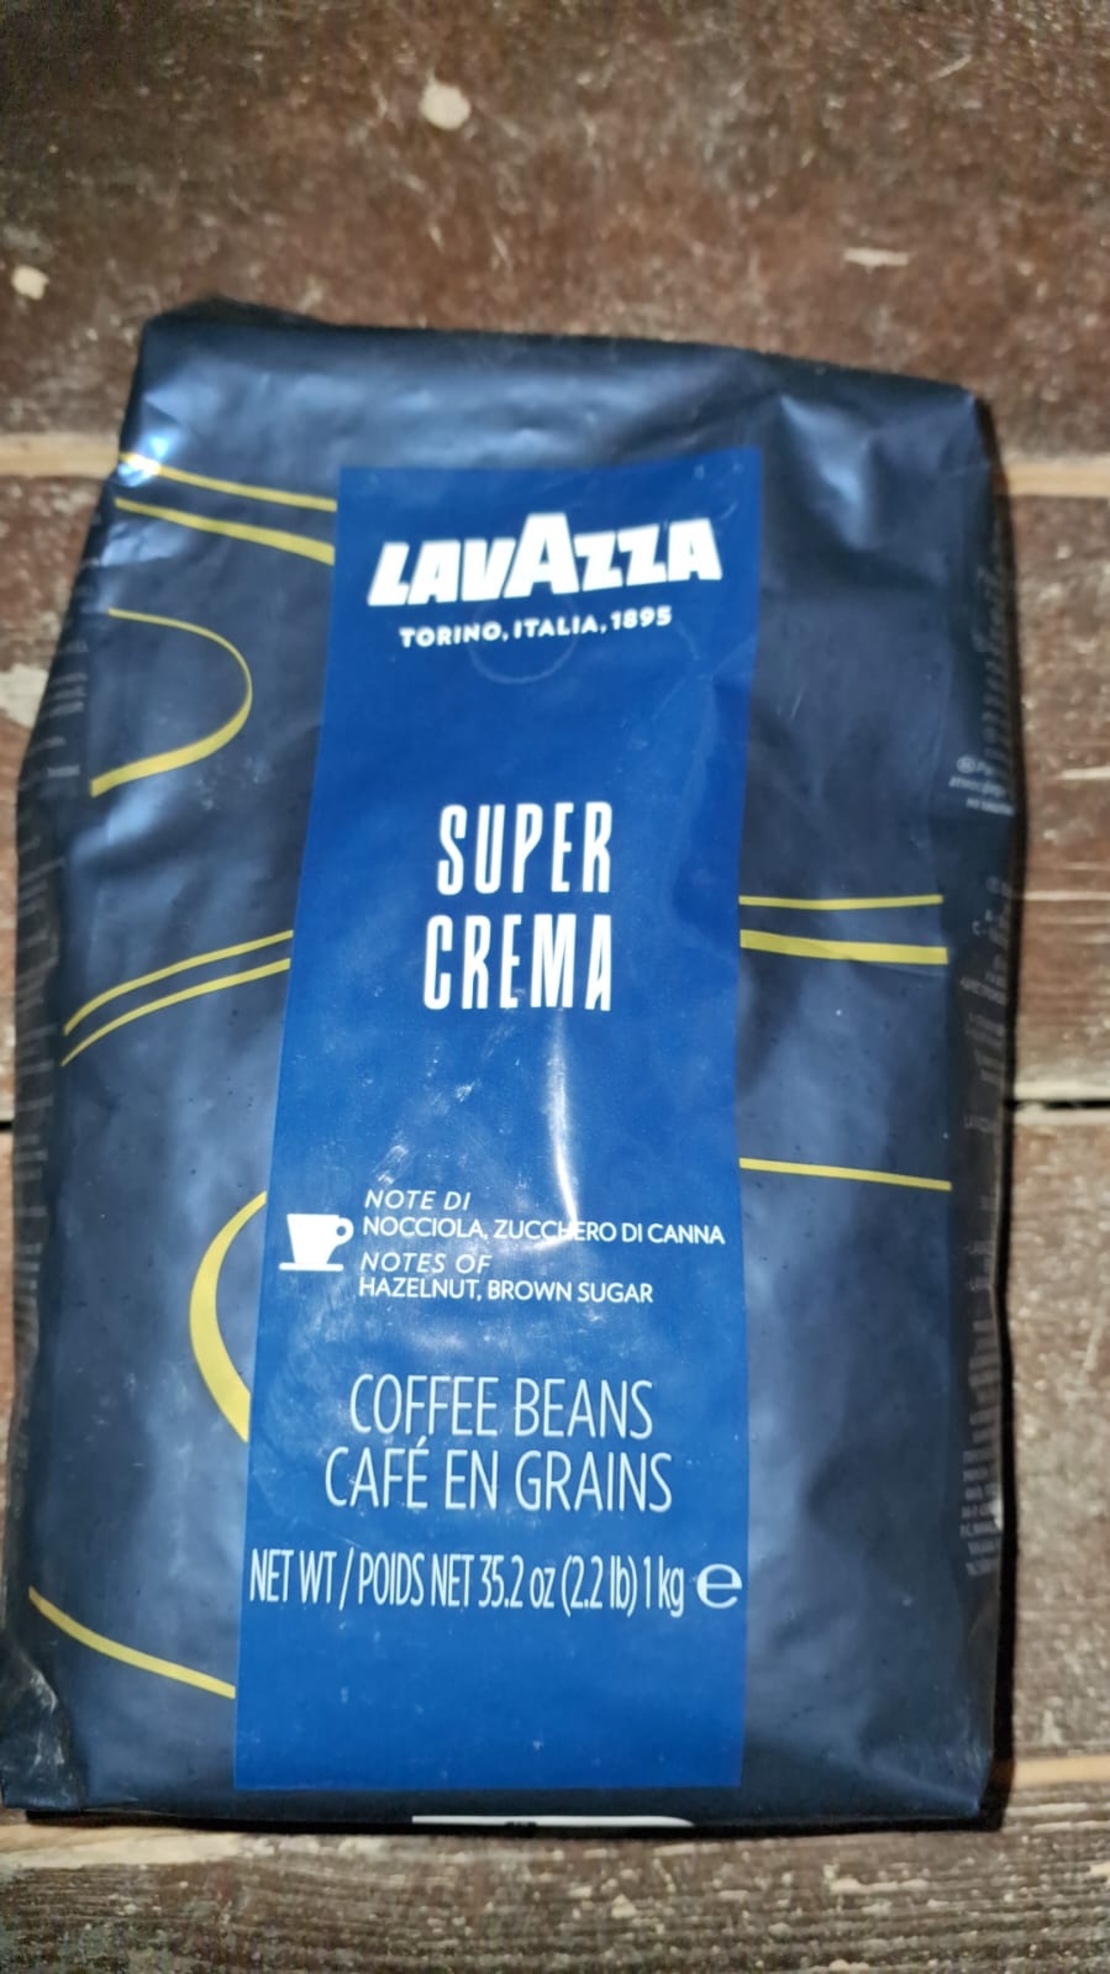 LAVAZZA
TORINO, ITALIA, 1895
SUPER
CREMA
NOTE DI
NOCCIOLA, ZUCCHERO DI CANNA
NOTES OF
HAZELNUT, BROWN SUGAR
COFFEE BEANS
CAFÉ EN GRAINS
NET WT / POIDS NET 35.2 oz (2.2 lb) 1 kg e